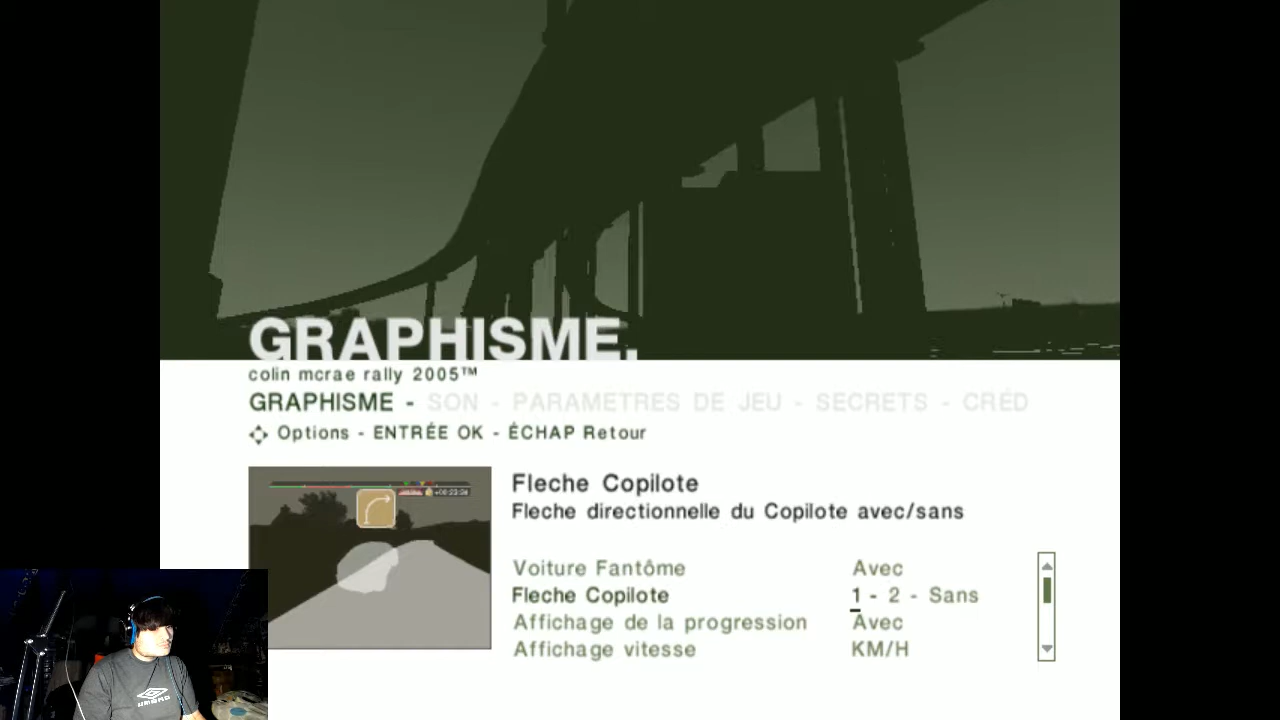 GRAPHISME.
colin mcrae rally 2005™
GRAPHISME - SON - PARAMÈTRES DE JEU - SECRETS - CRÉD
Options - ENTRÉE OK - ÉCHAP Retour
Fleche Copilote
Fleche directionnelle du Copilote avec/sans
Voiture Fantôme Avec
Fleche Copilote 1 - 2 - Sans
Affichage de la progression Avec
Affichage vitesse KM/H